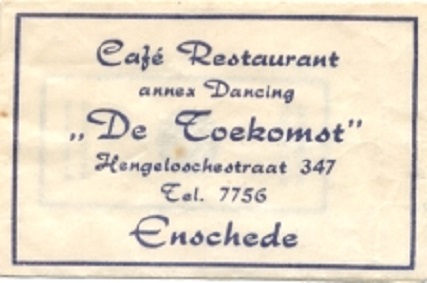 Café Restaurant
annex Dancing
„De Toekomst”
Hengeloschestraat 347
Tel. 7756
Enschede